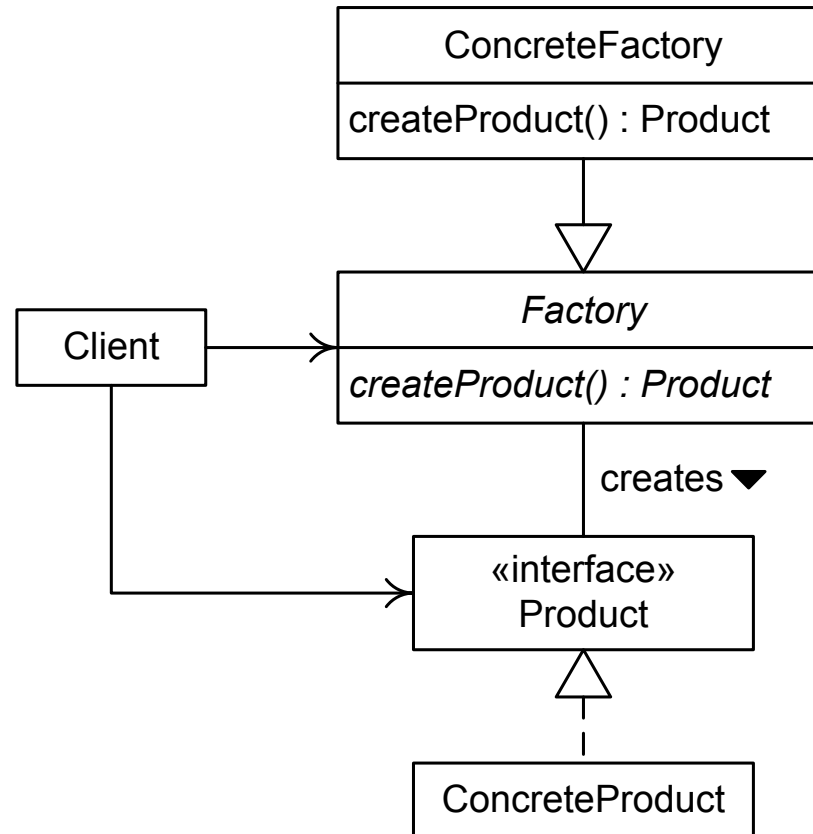 ConcreteFactory
createProduct() : Product
Factory
createProduct() : Product
Client
creates
«interface»
Product
ConcreteProduct